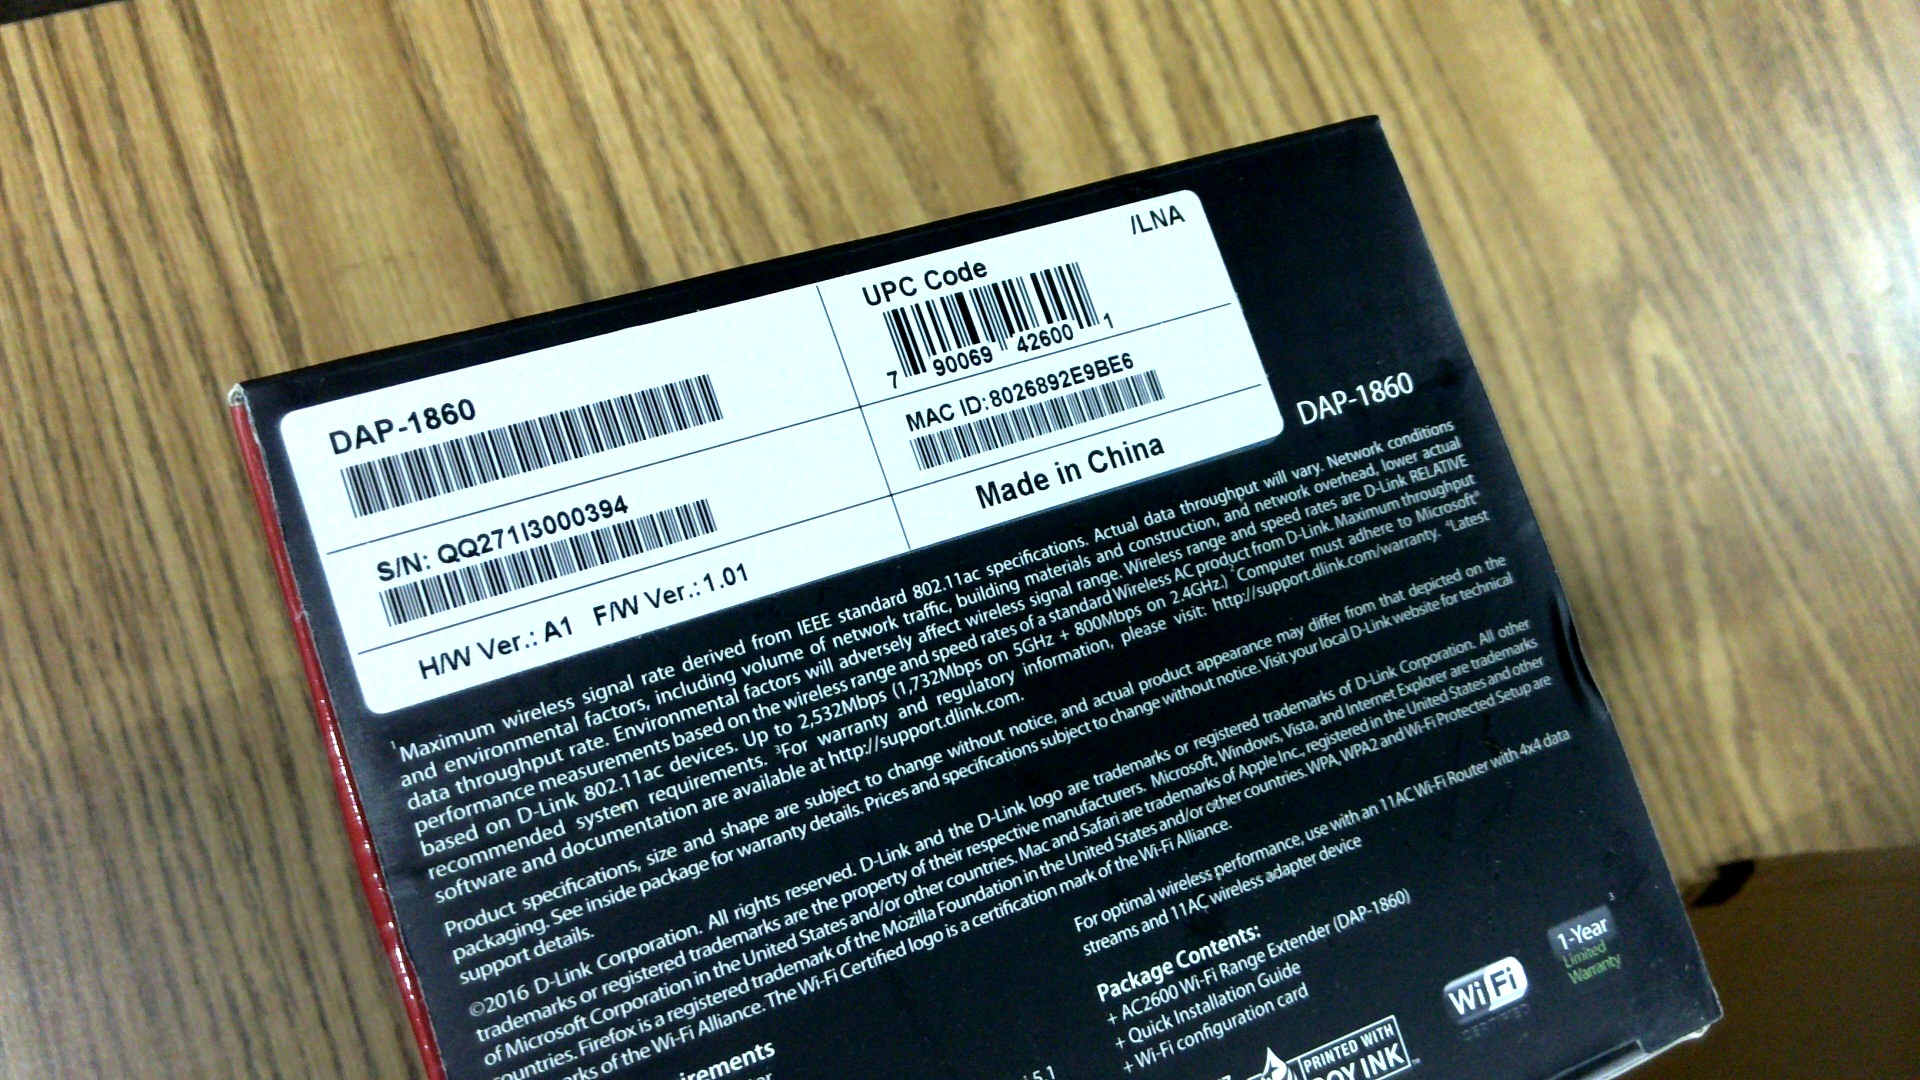 /LNA
UPC Code
7 90069 42600 1
DAP-1860
MAC ID:8026892E9BE6
S/N: QQ271I3000394
Made in China
H/W Ver.: A1 F/W Ver.:1.01
DAP-1860
1Maximum wireless signal rate derived from IEEE standard 802.11ac specifications. Actual data throughput will vary. Network conditions
and environmental factors, including volume of network traffic, building materials and construction, and network overhead, lower actual
data throughput rate. Environmental factors will adversely affect wireless signal range. Wireless range and speed rates are D-Link RELATIVE
performance measurements based on the wireless range and speed rates of a standard Wireless AC product from D-Link. Maximum throughput
based on D-Link 802.11ac devices. Up to 2,532Mbps (1,732Mbps on 5GHz + 800Mbps on 2.4GHz.) 2Computer must adhere to Microsoft®
recommended system requirements. 3For warranty and regulatory information, please visit: http://support.dlink.com/warranty. 4Latest
software and documentation are available at http://support.dlink.com.
Product specifications, size and shape are subject to change without notice, and actual product appearance may differ from that depicted on the
packaging. See inside package for warranty details. Prices and specifications subject to change without notice. Visit your local D-Link website for technical
support details.
©2016 D-Link Corporation. All rights reserved. D-Link and the D-Link logo are trademarks or registered trademarks of D-Link Corporation. All other
trademarks or registered trademarks are the property of their respective manufacturers. Microsoft, Windows, Vista, and Internet Explorer are trademarks
of Microsoft Corporation in the United States and/or other countries. Mac and Safari are trademarks of Apple Inc., registered in the United States and other
countries. Firefox is a registered trademark of the Mozilla Foundation in the United States and/or other countries. WPA, WPA2 and Wi-Fi Protected Setup are
of the Wi-Fi Alliance. The Wi-Fi Certified logo is a certification mark of the Wi-Fi Alliance.
For optimal wireless performance, use with an 11AC Wi-Fi Router with 4x4 data
streams and 11AC wireless adapter device
Package Contents:
+ AC2600 Wi-Fi Range Extender (DAP-1860)
+ Quick Installation Guide
+ Wi-Fi configuration card
Wi Fi
CERTIFIED
1-Year 3
Limited
Warranty
PRINTED WITH
INK
5.1